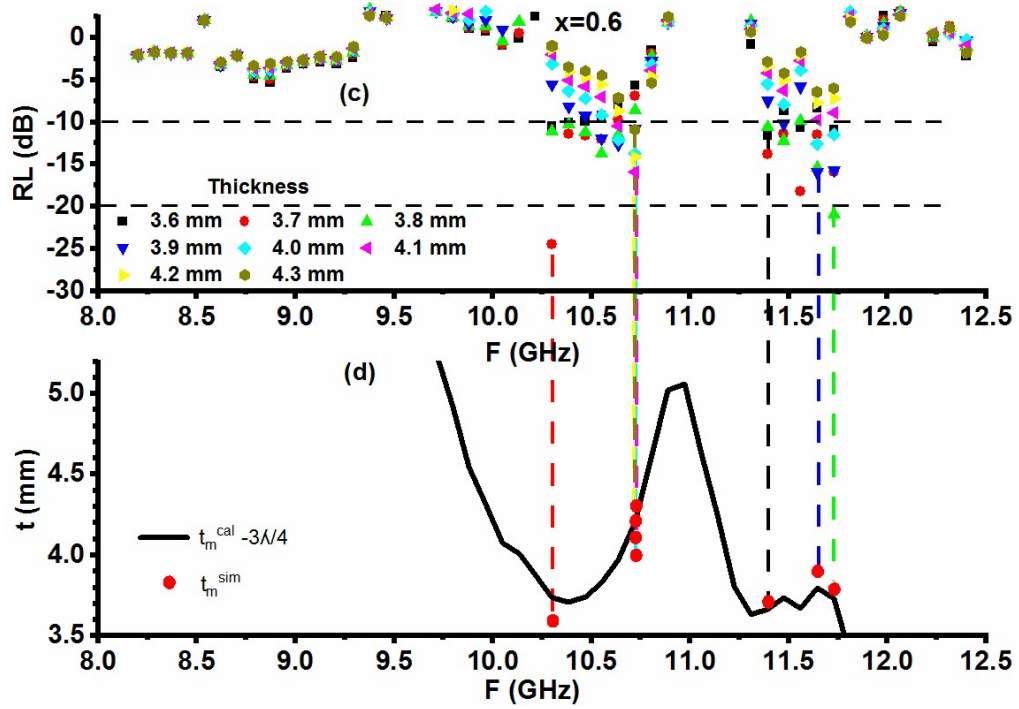 x=0.6
0
-5
-10
-15
-20
-25
-30
RL (dB)
(c)
Thickness
3.6 mm 3.7 mm 3.8 mm
3.9 mm 4.0 mm 4.1 mm
4.2 mm 4.3 mm
8.0 8.5 9.0 9.5 10.0 10.5 11.0 11.5 12.0 12.5
F (GHz)
(d)
5.0
4.5
4.0
3.5
t (mm)
tₘᶜᵃˡ -3λ/4
tₘˢⁱᵐ
8.0 8.5 9.0 9.5 10.0 10.5 11.0 11.5 12.0 12.5
F (GHz)